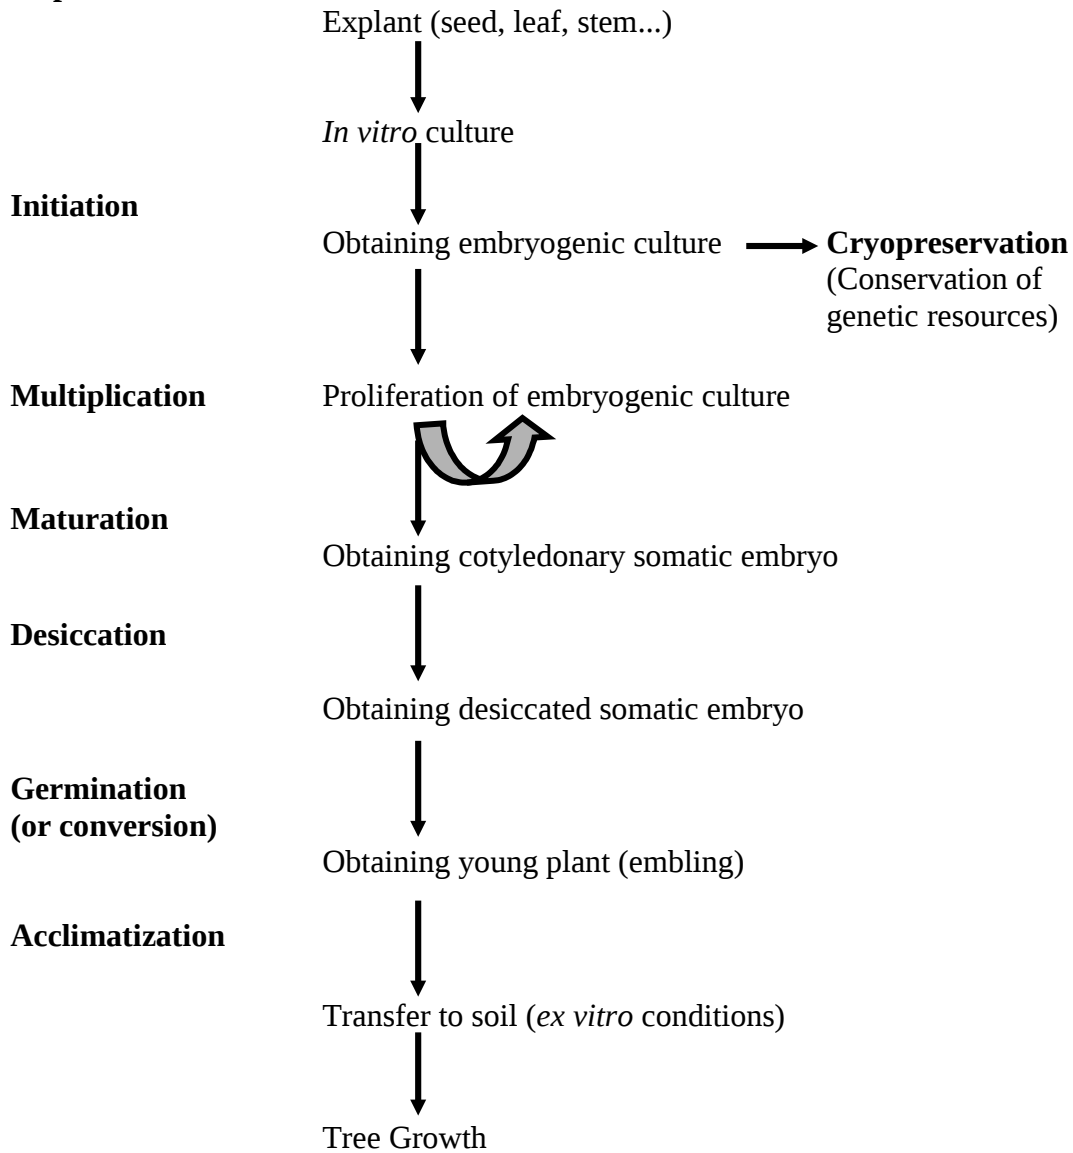 Explant (seed, leaf, stem...)
In vitro culture
Initiation
Obtaining embryogenic culture
Cryopreservation
(Conservation of
genetic resources)
Multiplication
Proliferation of embryogenic culture
Maturation
Obtaining cotyledonary somatic embryo
Desiccation
Obtaining desiccated somatic embryo
Germination
(or conversion)
Obtaining young plant (embling)
Acclimatization
Transfer to soil (ex vitro conditions)
Tree Growth